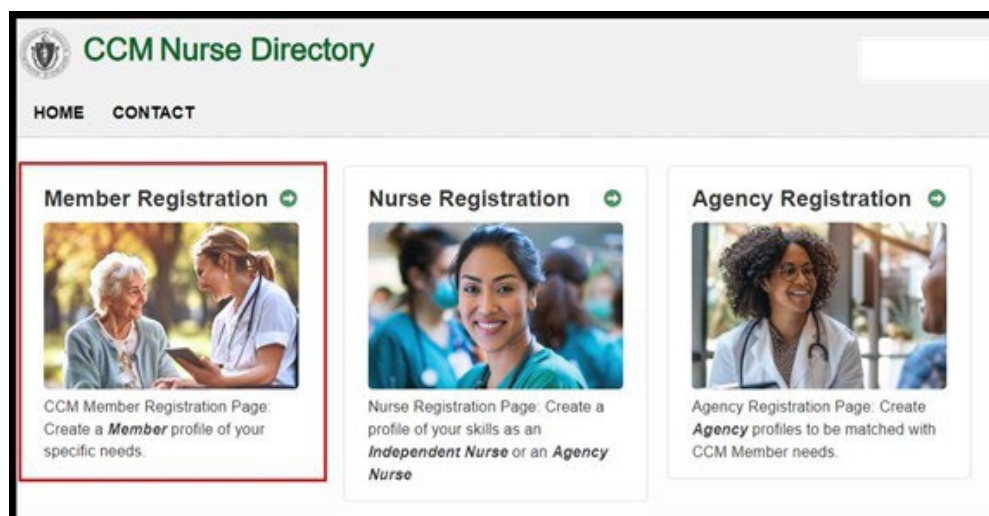 CCM Nurse Directory
HOME CONTACT
Member Registration
CCM Member Registration Page:
Create a Member profile of your
specific needs.
Nurse Registration
Nurse Registration Page: Create a
profile of your skills as an
Independent Nurse or an Agency
Nurse
Agency Registration
Agency Registration Page: Create
Agency profiles to be matched with
CCM Member needs.